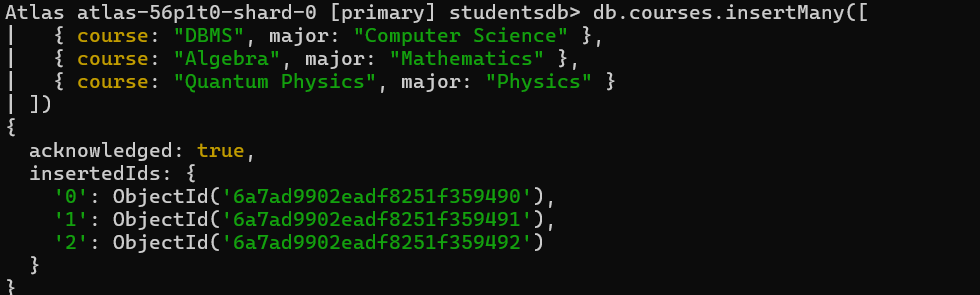 Atlas atlas-56p1t0-shard-0 [primary] studentsdb> db.courses.insertMany([
|   { course: "DBMS", major: "Computer Science" },
|   { course: "Algebra", major: "Mathematics" },
|   { course: "Quantum Physics", major: "Physics" }
| ])
{
  acknowledged: true,
  insertedIds: {
    '0': ObjectId('6a7ad9902eadf8251f359490'),
    '1': ObjectId('6a7ad9902eadf8251f359491'),
    '2': ObjectId('6a7ad9902eadf8251f359492')
  }
}